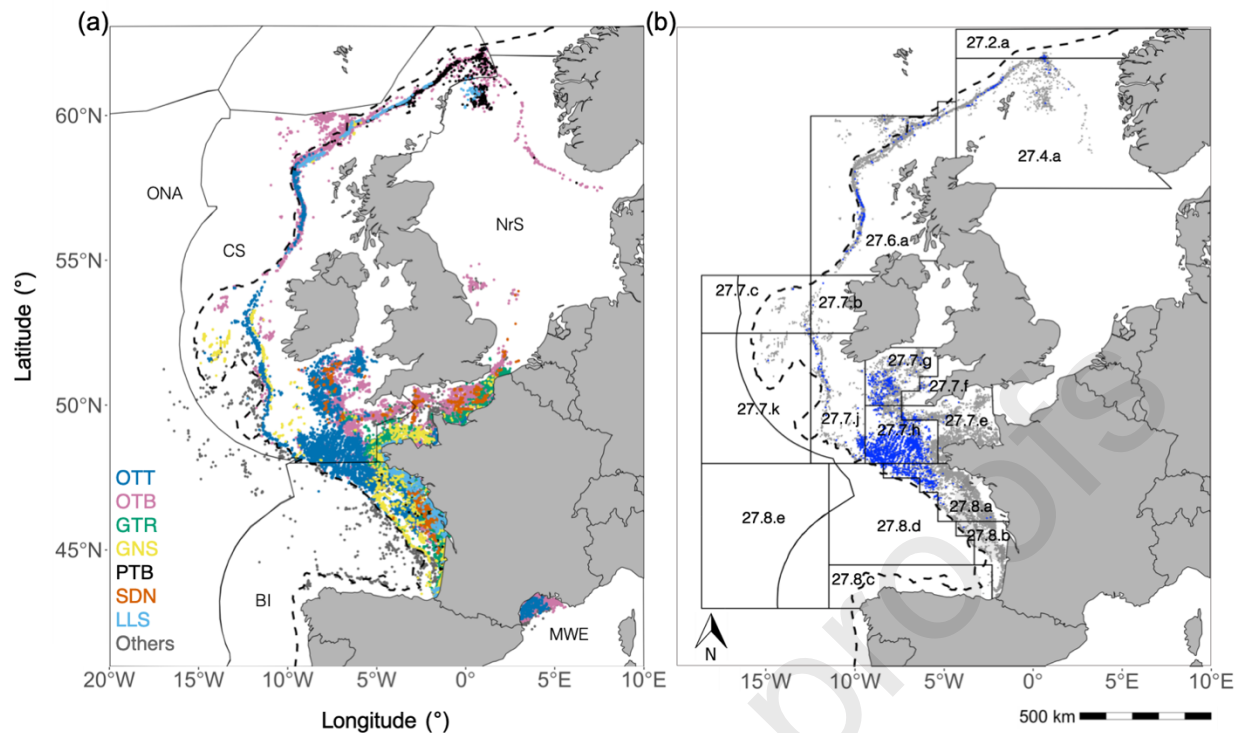 (a)
(b)
60°N
55°N
50°N
45°N
Latitude (°)
ONA
CS
NrS
BI
MWE
OTT
OTB
GTR
GNS
PTB
SDN
LLS
Others
20°W 15°W 10°W 5°W 0°E 5°E 10°E
Longitude (°)
27.2.a
27.4.a
27.6.a
27.7.c
27.7.b
27.7.g
27.7.f
27.7.k
27.7.j
27.7.h
27.7.e
27.8.e
27.8.d
27.8.a
27.8.b
27.8.c
N
15°W 10°W 5°W 0°E 5°E 10°E
500 km
proofs